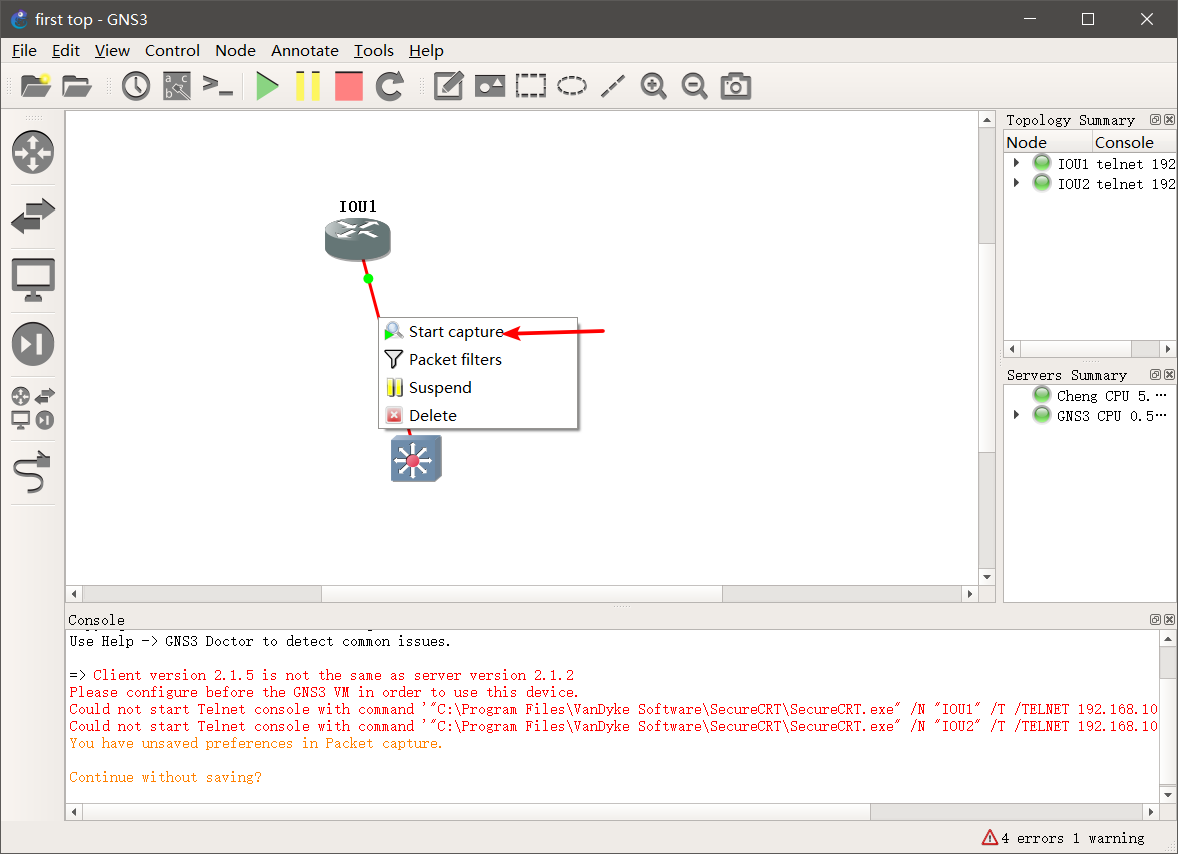 first top - GNS3
File Edit View Control Node Annotate Tools Help
Topology Summary
Node Console
IOU1 telnet 192
IOU2 telnet 192
IOU1
Start capture
Packet filters
Suspend
Delete
Servers Summary
Cheng CPU 5.…
GNS3 CPU 0.5…
Console
Use Help -> GNS3 Doctor to detect common issues.
=> Client version 2.1.5 is not the same as server version 2.1.2
Please configure before the GNS3 VM in order to use this device.
Could not start Telnet console with command '"C:\Program Files\VanDyke Software\SecureCRT\SecureCRT.exe" /N "IOU1" /T /TELNET 192.168.10
Could not start Telnet console with command '"C:\Program Files\VanDyke Software\SecureCRT\SecureCRT.exe" /N "IOU2" /T /TELNET 192.168.10
You have unsaved preferences in Packet capture.
Continue without saving?
4 errors 1 warning